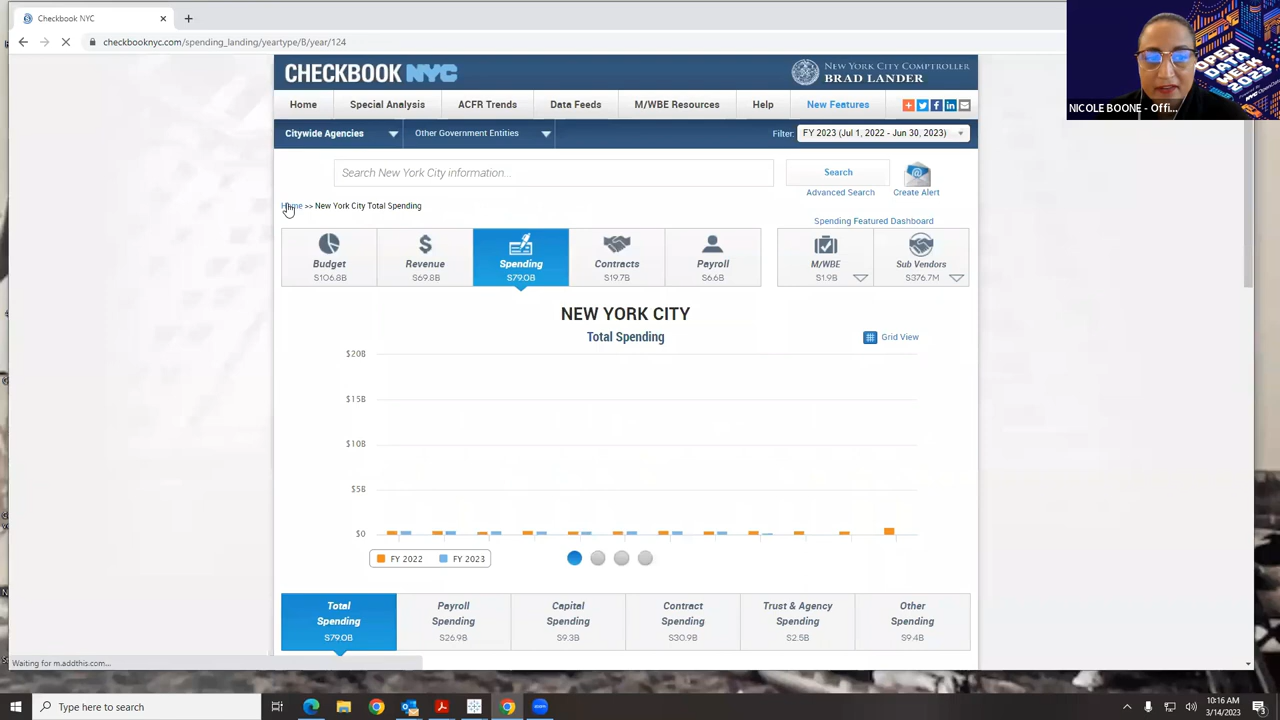 Checkbook NYC
checkbooknyc.com/spending_landing/yeartype/B/year/124
OPEN
DATA
WEEK
2023
NICOLE BOONE - Offi...
CHECKBOOK NYC
NEW YORK CITY COMPTROLLER
BRAD LANDER
Home Special Analysis ACFR Trends Data Feeds M/WBE Resources Help New Features
Citywide Agencies Other Government Entities Filter: FY 2023 (Jul 1, 2022 - Jun 30, 2023)
Search New York City information... Search
Advanced Search Create Alert
Home >> New York City Total Spending
Spending Featured Dashboard
Budget Revenue Spending Contracts Payroll M/WBE Sub Vendors
$106.8B $69.8B $79.0B $19.7B $6.6B $1.9B $376.7M
NEW YORK CITY
Total Spending
Grid View
$20B
$15B
$10B
$5B
$0
FY 2022 FY 2023
Total Spending Payroll Spending Capital Spending Contract Spending Trust & Agency Spending Other Spending
$79.0B $26.9B $9.3B $30.9B $2.5B $9.4B
Waiting for m.addthis.com...
Type here to search
10:16 AM
3/14/2023
3